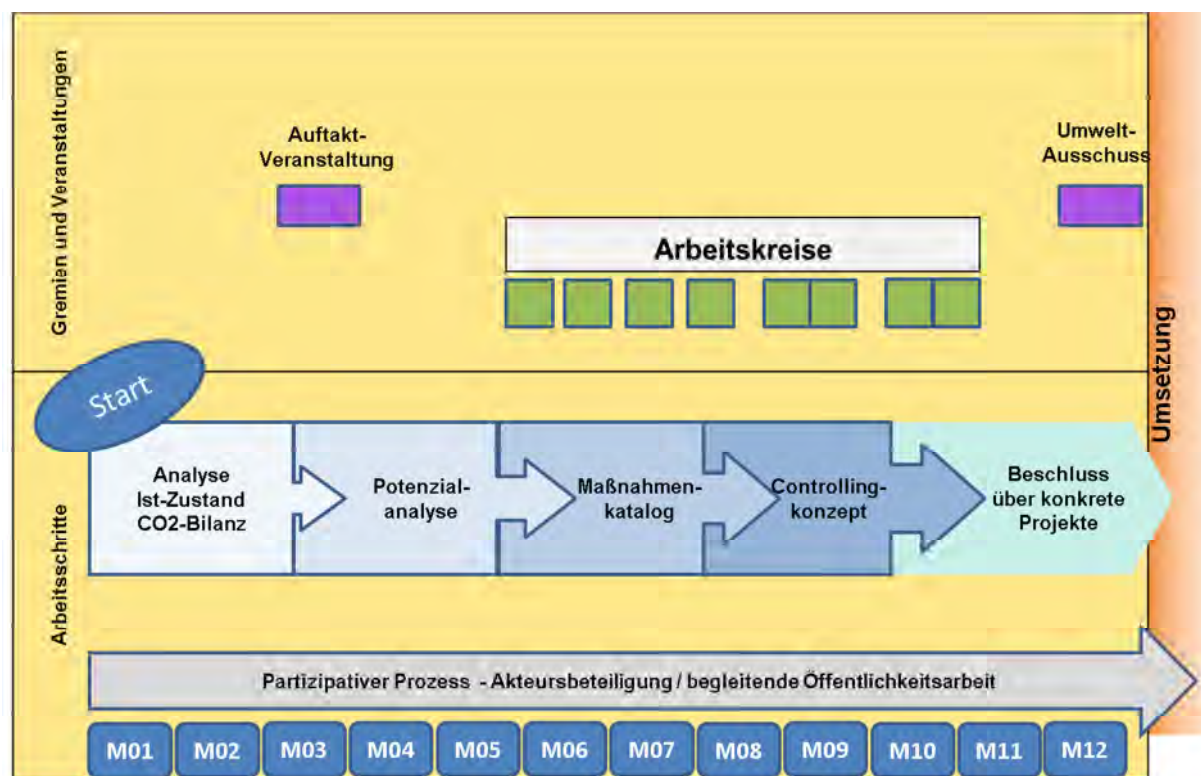 Gremien und Veranstaltungen
Auftakt-
Veranstaltung
Umwelt-
Ausschuss
Arbeitskreise
Umsetzung
Start
Arbeitsschritte
Analyse
Ist-Zustand
CO2-Bilanz
Potenzial-
analyse
Maßnahmen-
katalog
Controlling-
konzept
Beschluss
über konkrete
Projekte
Partizipativer Prozess - Akteursbeteiligung / begleitende Öffentlichkeitsarbeit
M01 M02 M03 M04 M05 M06 M07 M08 M09 M10 M11 M12